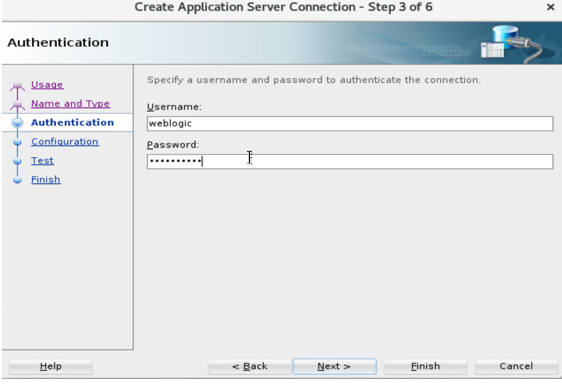 Create Application Server Connection - Step 3 of 6
Authentication
Usage
Name and Type
Authentication
Configuration
Test
Finish
Specify a username and password to authenticate the connection.
Username:
weblogic
Password:
••••••••••
Help
< Back
Next >
Finish
Cancel